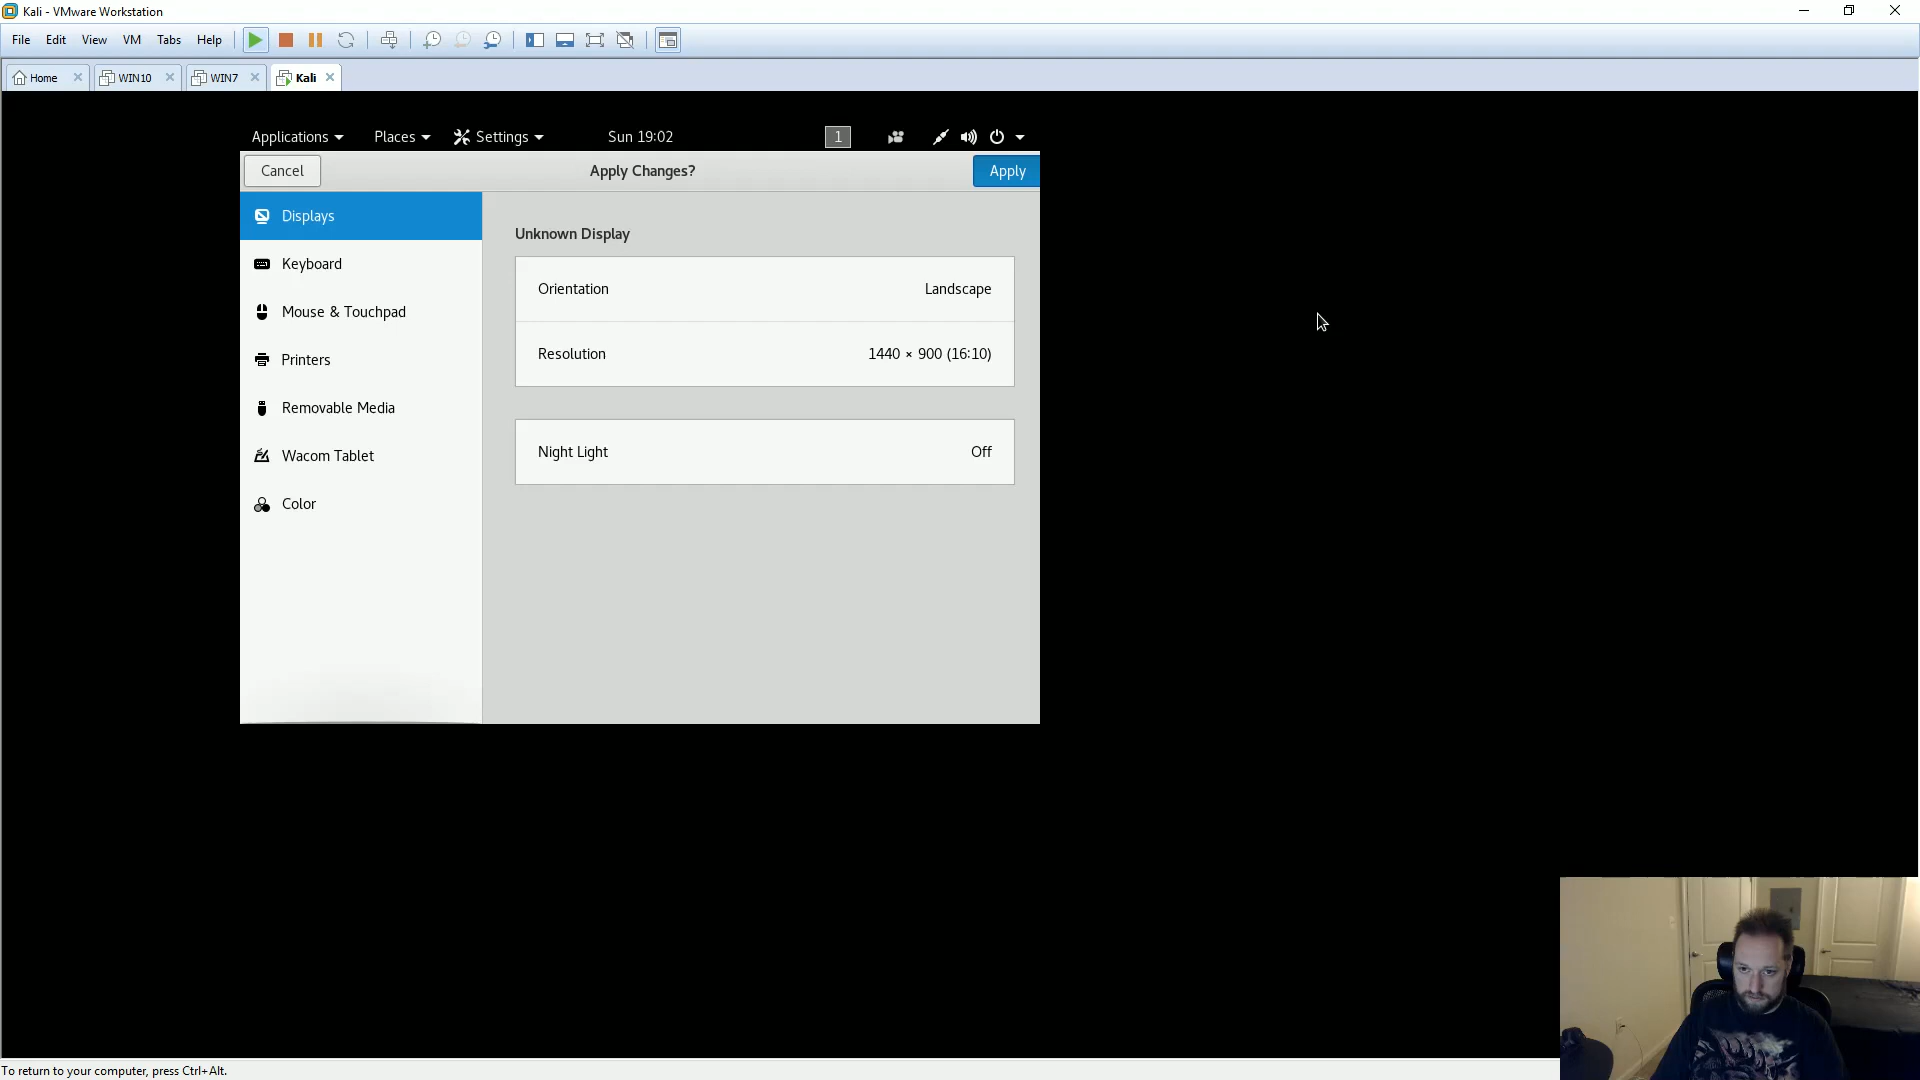 Kali - VMware Workstation
File Edit View VM Tabs Help
Home WIN10 WIN7 Kali
Applications Places Settings Sun 19:02 1
Cancel Apply Changes? Apply
Displays
Keyboard
Mouse & Touchpad
Printers
Removable Media
Wacom Tablet
Color
Unknown Display
Orientation Landscape
Resolution 1440 × 900 (16:10)
Night Light Off
To return to your computer, press Ctrl+Alt.